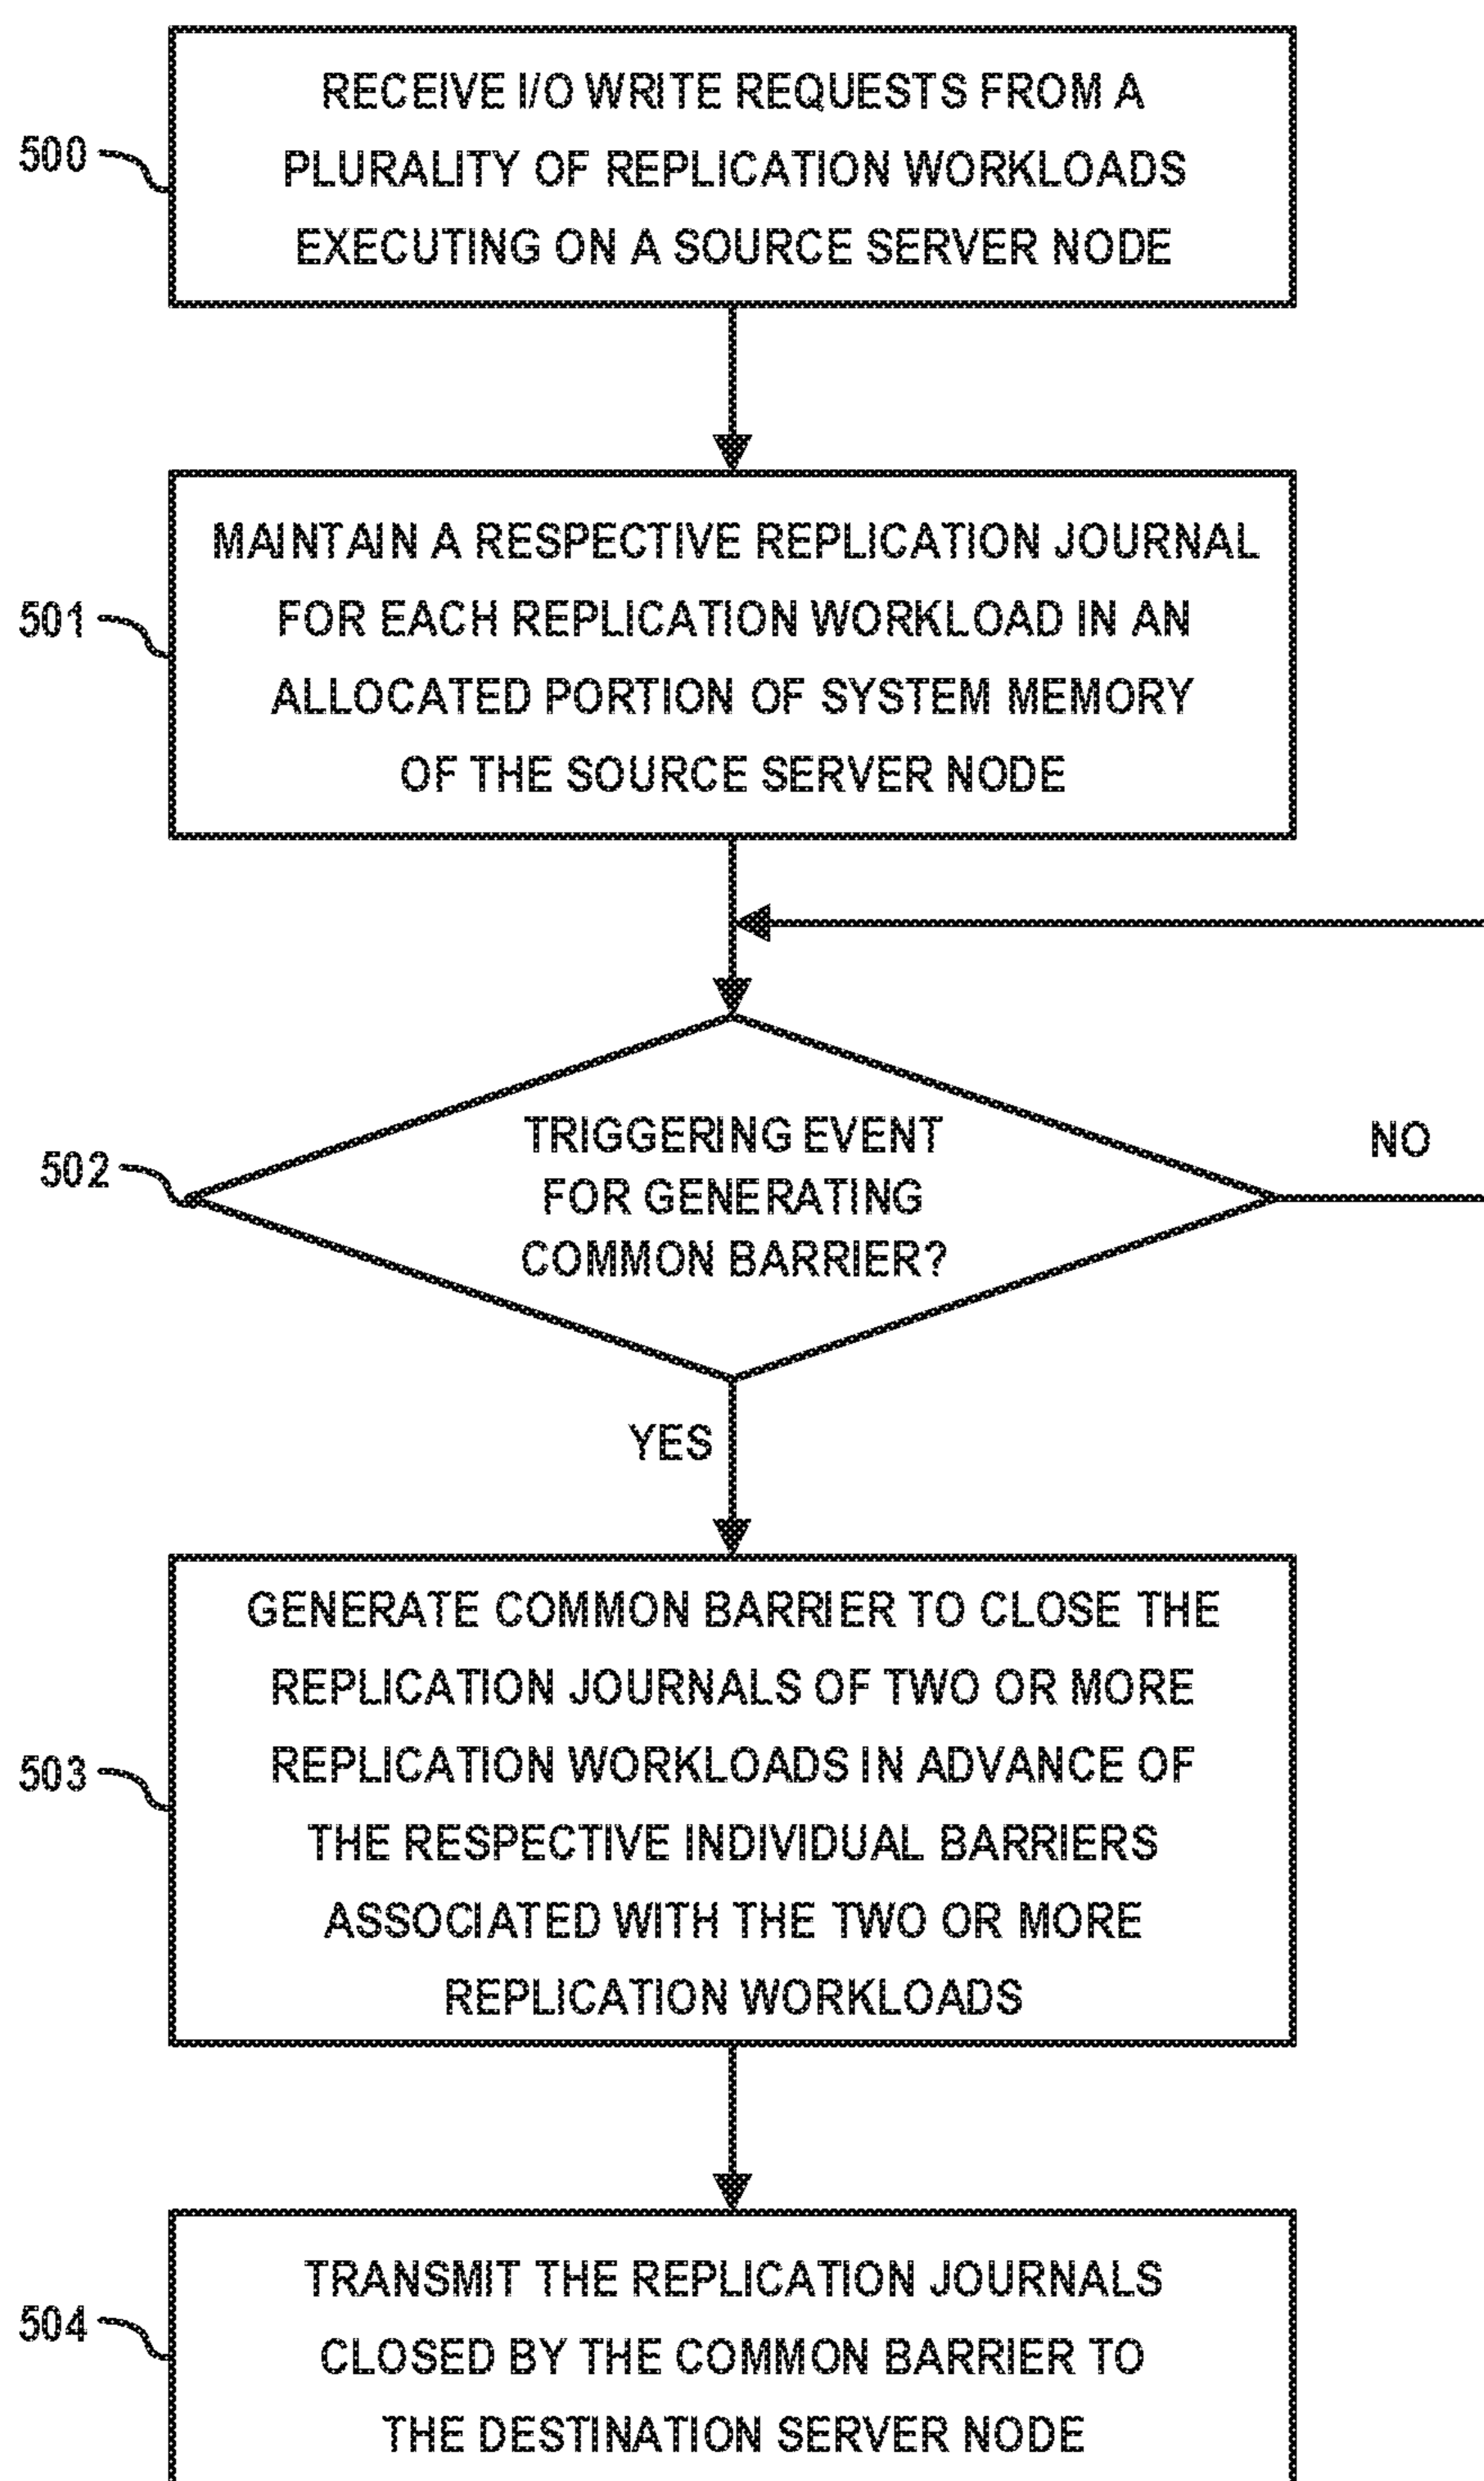 RECEIVE I/O WRITE REQUESTS FROM A
500
PLURALITY OF REPLICATION WORKLOADS
EXECUTING ON A SOURCE SERVER NODE
MAINTAIN A RESPECTIVE REPLICATION JOURNAL
501
FOR EACH REPLICATION WORKLOAD IN AN
ALLOCATED PORTION OF SYSTEM MEMORY
OF THE SOURCE SERVER NODE
502
TRIGGERING EVENT
FOR GENERATING
COMMON BARRIER?
NO
YES
GENERATE COMMON BARRIER TO CLOSE THE
REPLICATION JOURNALS OF TWO OR MORE
503
REPLICATION WORKLOADS IN ADVANCE OF
THE RESPECTIVE INDIVIDUAL BARRIERS
ASSOCIATED WITH THE TWO OR MORE
REPLICATION WORKLOADS
TRANSMIT THE REPLICATION JOURNALS
504
CLOSED BY THE COMMON BARRIER TO
THE DESTINATION SERVER NODE